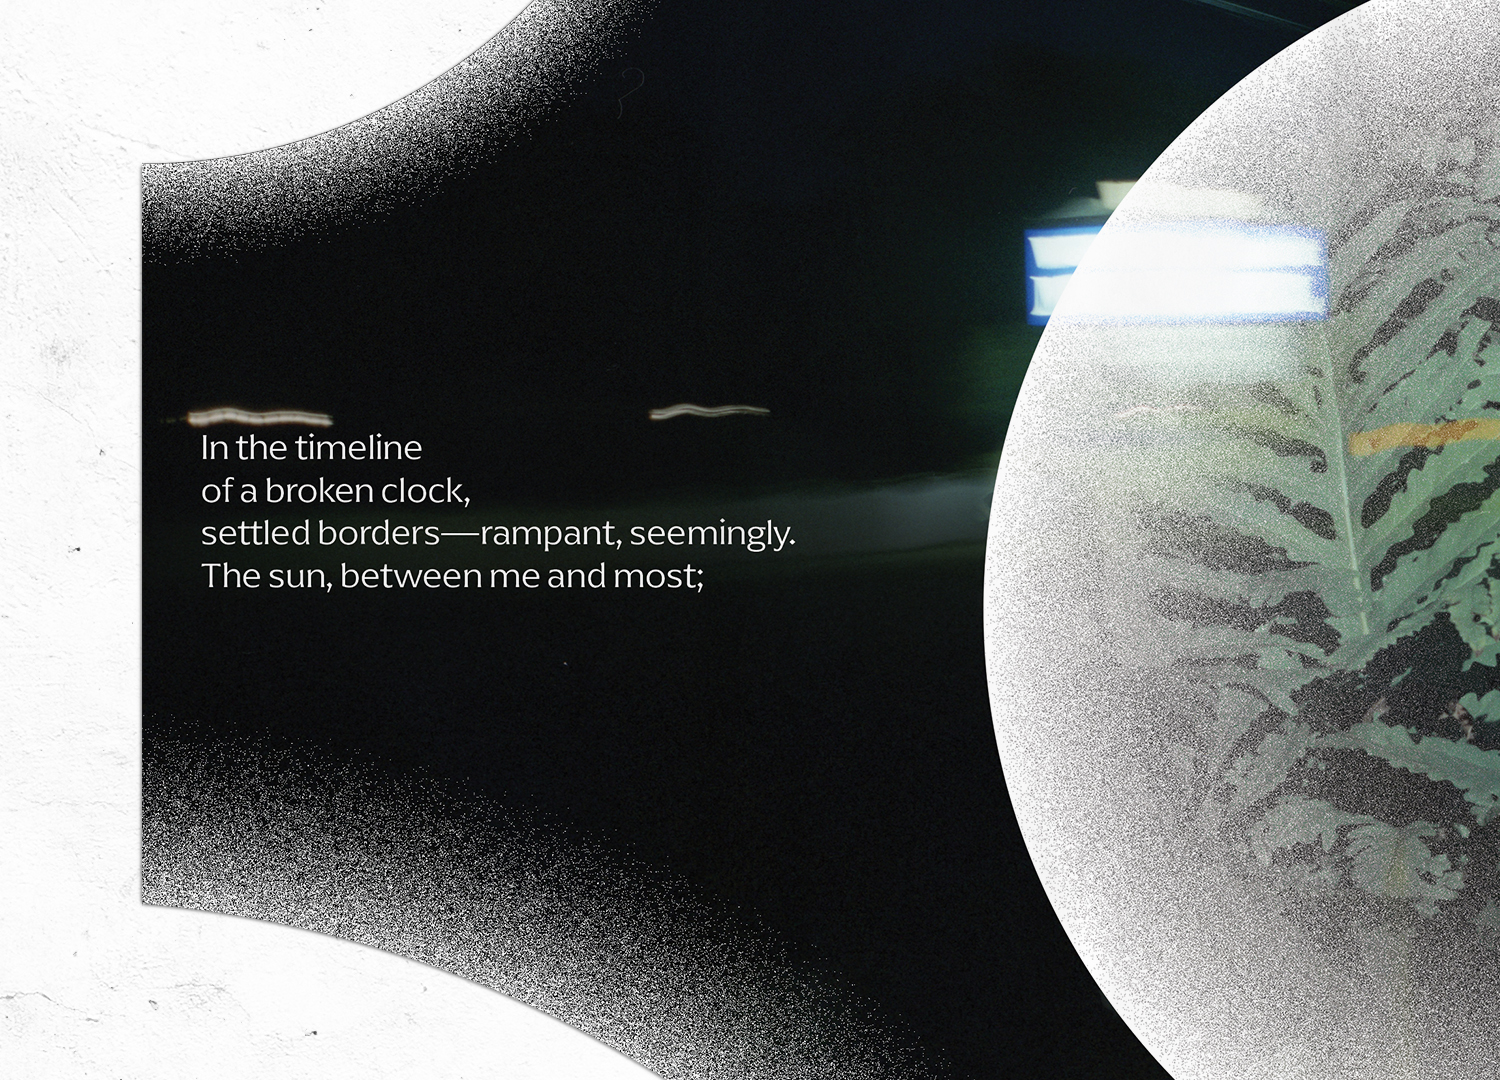 In the timeline
of a broken clock,
settled borders—rampant, seemingly.
The sun, between me and most;